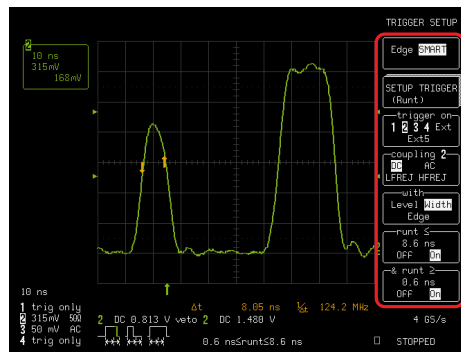 TRIGGER SETUP
2
10 ns
315mV
168mV
Edge SMART
SETUP TRIGGER
(Runt)
trigger on
1 2 3 4 Ext
Ext5
coupling 2
DC AC
LFREJ HFREJ
with
Level Width
Edge
runt ≤
8.6 ns
OFF On
& runt ≥
0.6 ns
OFF On
10 ns
1 trig only
2 315mV 50Ω
3 50 mV AC
4 trig only
Δt 8.05 ns 1/Δt 124.2 MHz
2 DC 0.813 V veto 2 DC 1.480 V
0.6 ns≤runt≤8.6 ns
4 GS/s
STOPPED